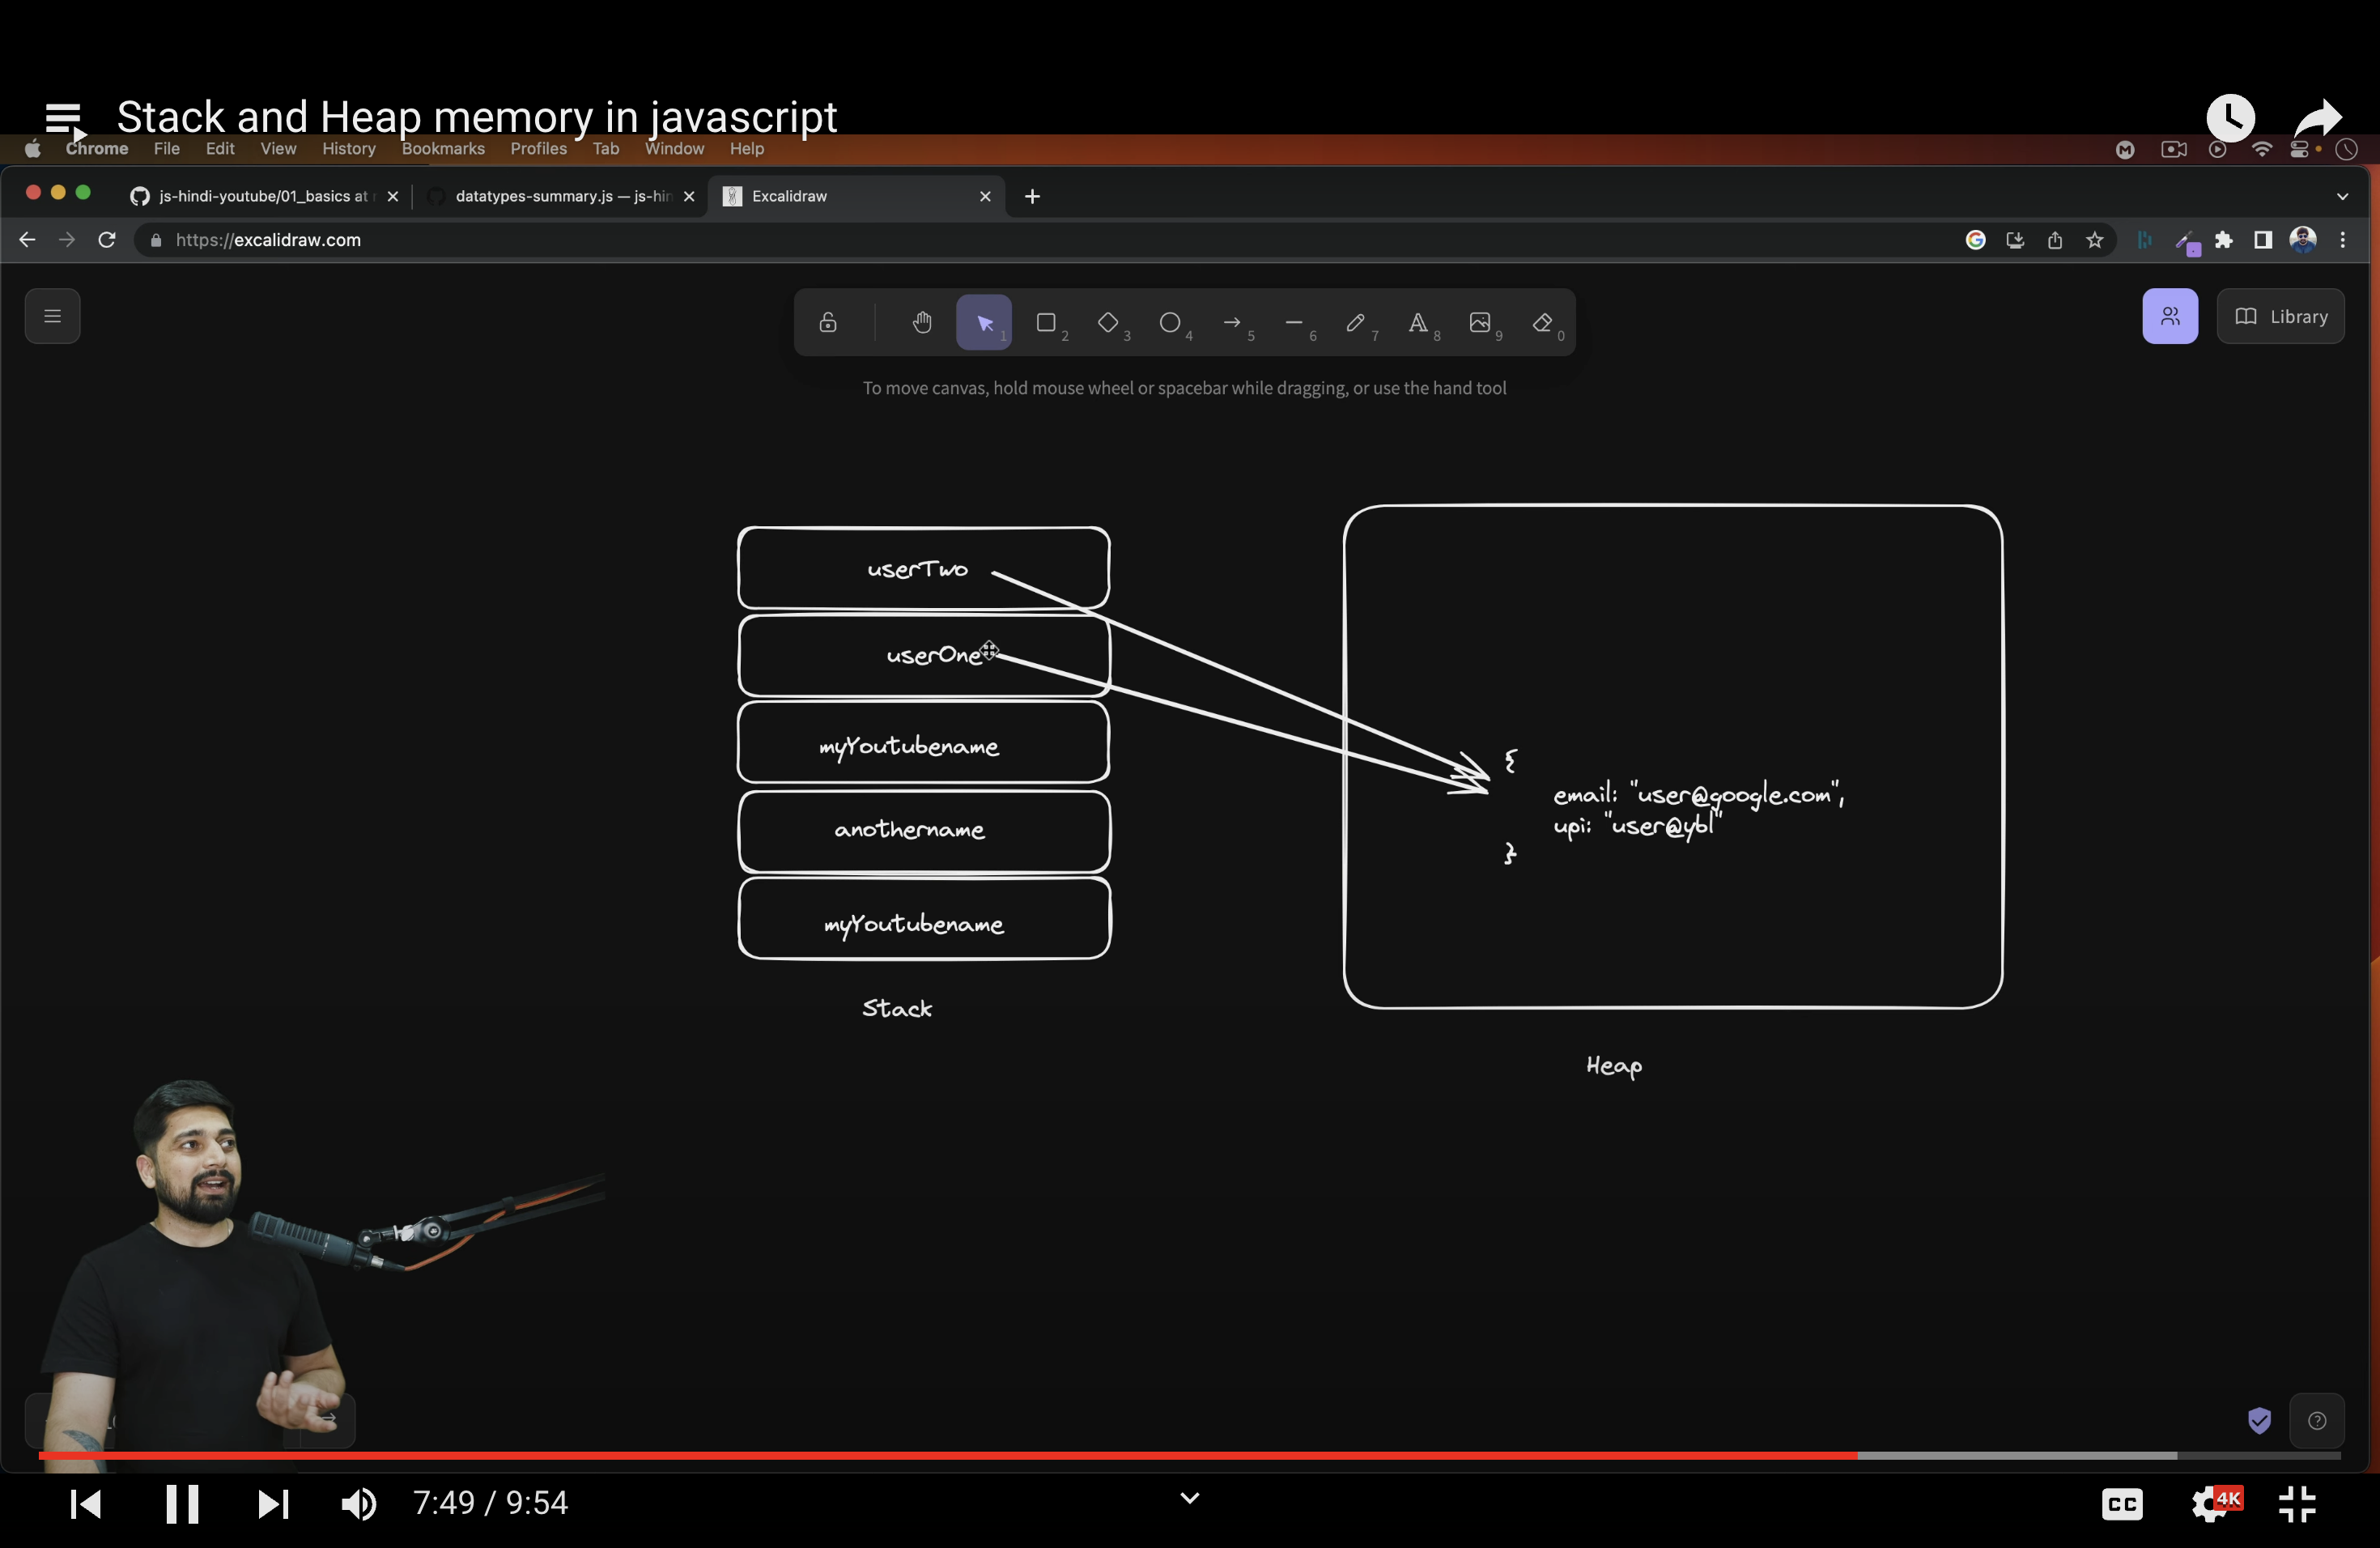 Stack and Heap memory in javascript
Chrome File Edit View History Bookmarks Profiles Tab Window Help
js-hindi-youtube/01_basics at
datatypes-summary.js — js-hin
Excalidraw
https://excalidraw.com
1 2 3 4 5 6 7 8 9 0
Library
To move canvas, hold mouse wheel or spacebar while dragging, or use the hand tool
userTwo
userOne
myYoutubename
anothername
myYoutubename
Stack
{
email: "user@google.com",
upi: "user@ybl"
}
Heap
7:49 / 9:54
CC
4K